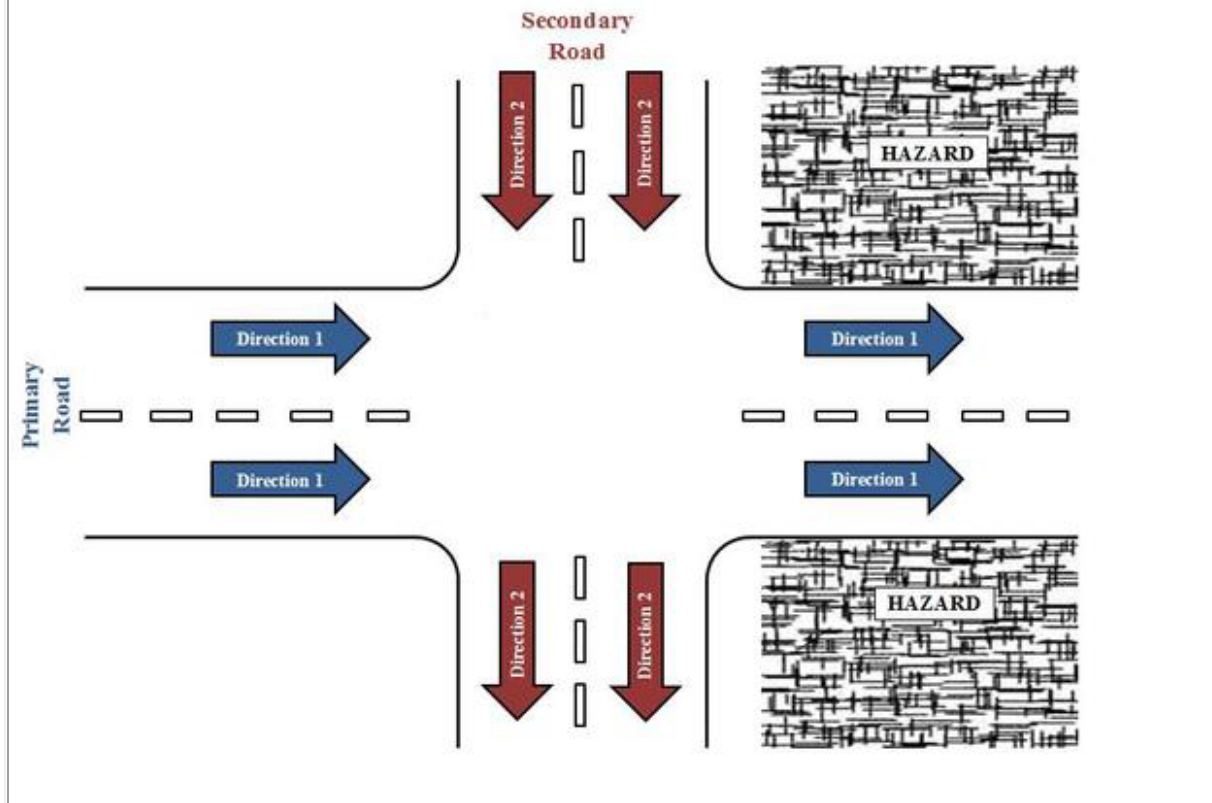 Secondary
Road
Direction 2
Direction 2
HAZARD
Direction 1
Direction 1
Primary
Road
Direction 1
Direction 1
Direction 2
Direction 2
HAZARD